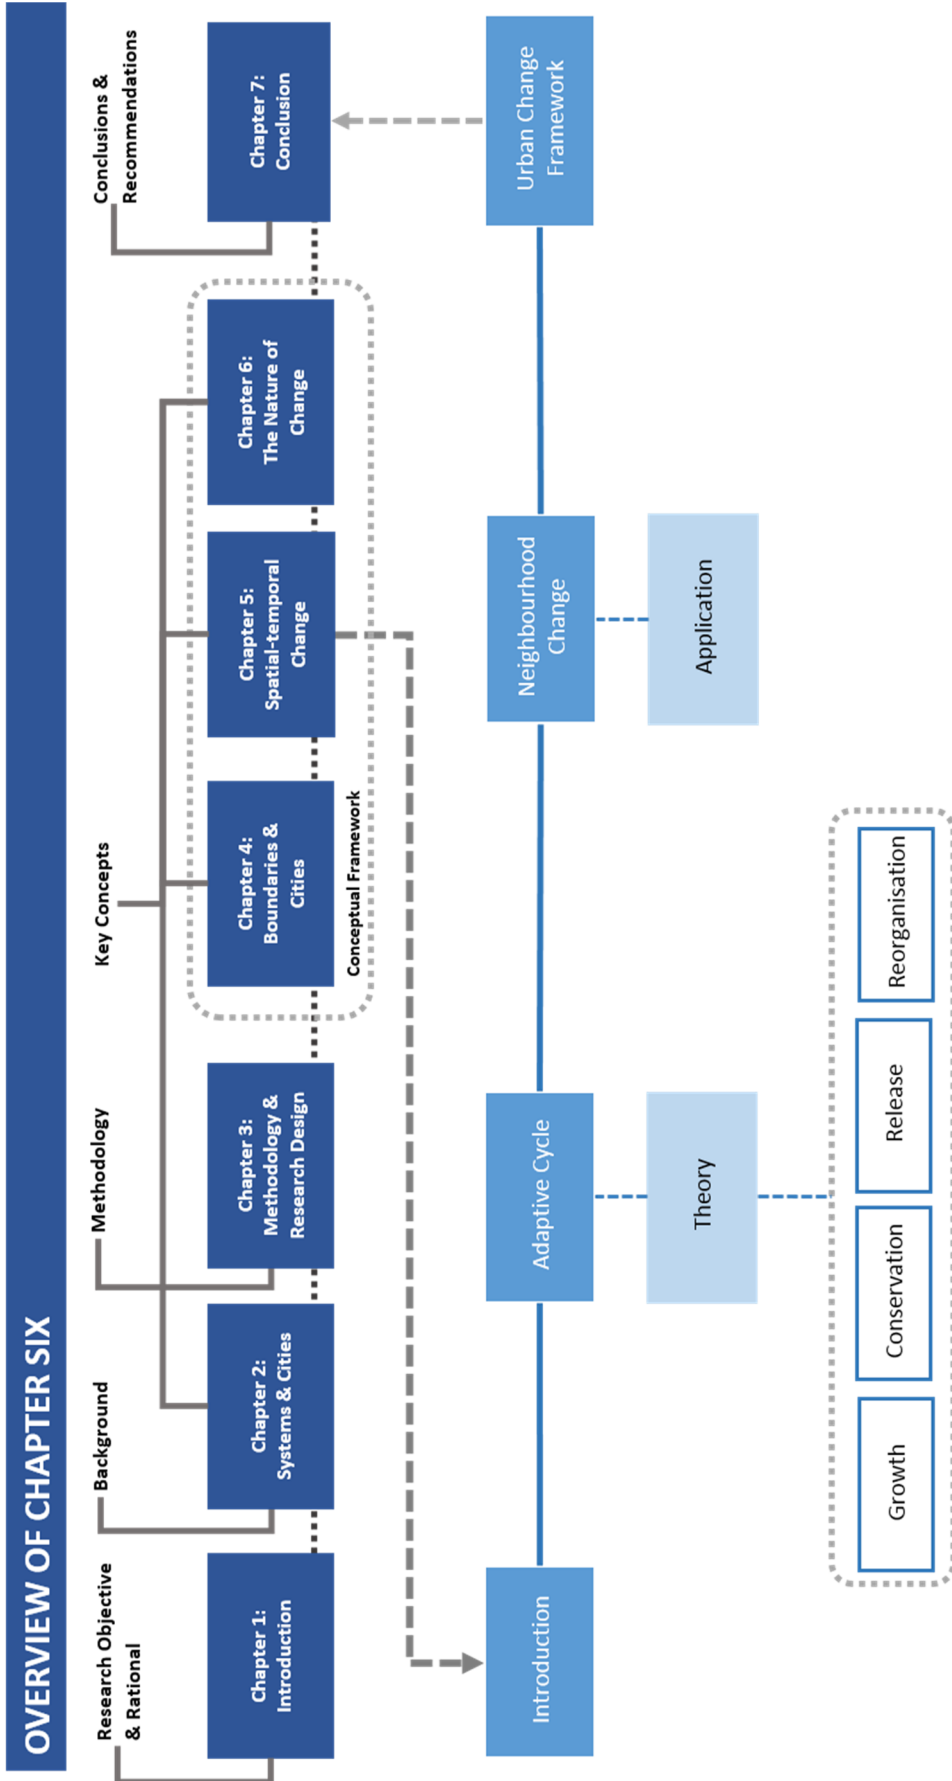 OVERVIEW OF CHAPTER SIX
Research Objective
& Rational
Background
Methodology
Key Concepts
Conclusions &
Recommendations
Chapter 1:
Introduction
Chapter 2:
Systems & Cities
Chapter 3:
Methodology &
Research Design
Chapter 4:
Boundaries &
Cities
Chapter 5:
Spatial-temporal
Change
Chapter 6:
The Nature of
Change
Chapter 7:
Conclusion
Conceptual Framework
Introduction
Adaptive Cycle
Neighbourhood
Change
Urban Change
Framework
Theory
Application
Growth
Conservation
Release
Reorganisation